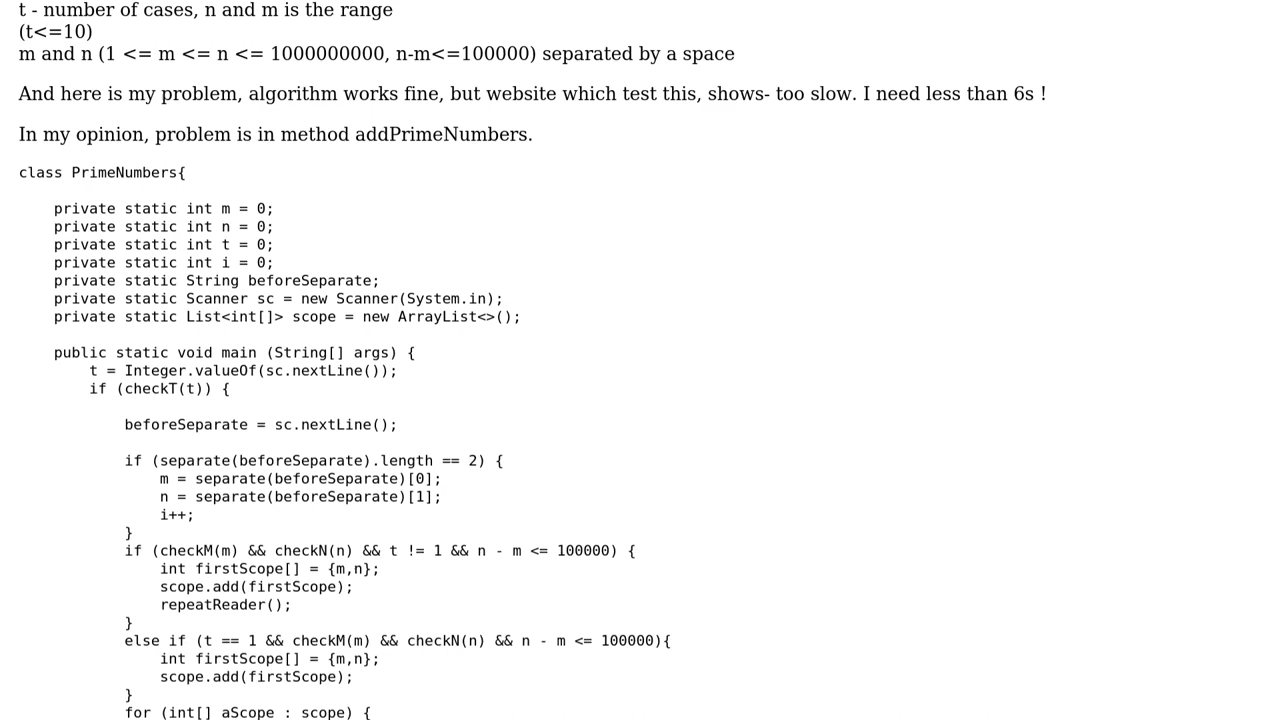 t - number of cases, n and m is the range
(t<=10)
m and n (1 <= m <= n <= 1000000000, n-m<=100000) separated by a space
And here is my problem, algorithm works fine, but website which test this, shows- too slow. I need less than 6s !
In my opinion, problem is in method addPrimeNumbers.
class PrimeNumbers{
    private static int m = 0;
    private static int n = 0;
    private static int t = 0;
    private static int i = 0;
    private static String beforeSeparate;
    private static Scanner sc = new Scanner(System.in);
    private static List<int[]> scope = new ArrayList<>();
    public static void main (String[] args) {
        t = Integer.valueOf(sc.nextLine());
        if (checkT(t)) {
            beforeSeparate = sc.nextLine();
            if (separate(beforeSeparate).length == 2) {
                m = separate(beforeSeparate)[0];
                n = separate(beforeSeparate)[1];
                i++;
            }
            if (checkM(m) && checkN(n) && t != 1 && n - m <= 100000) {
                int firstScope[] = {m,n};
                scope.add(firstScope);
                repeatReader();
            }
            else if (t == 1 && checkM(m) && checkN(n) && n - m <= 100000){
                int firstScope[] = {m,n};
                scope.add(firstScope);
            }
            for (int[] aScope : scope) {